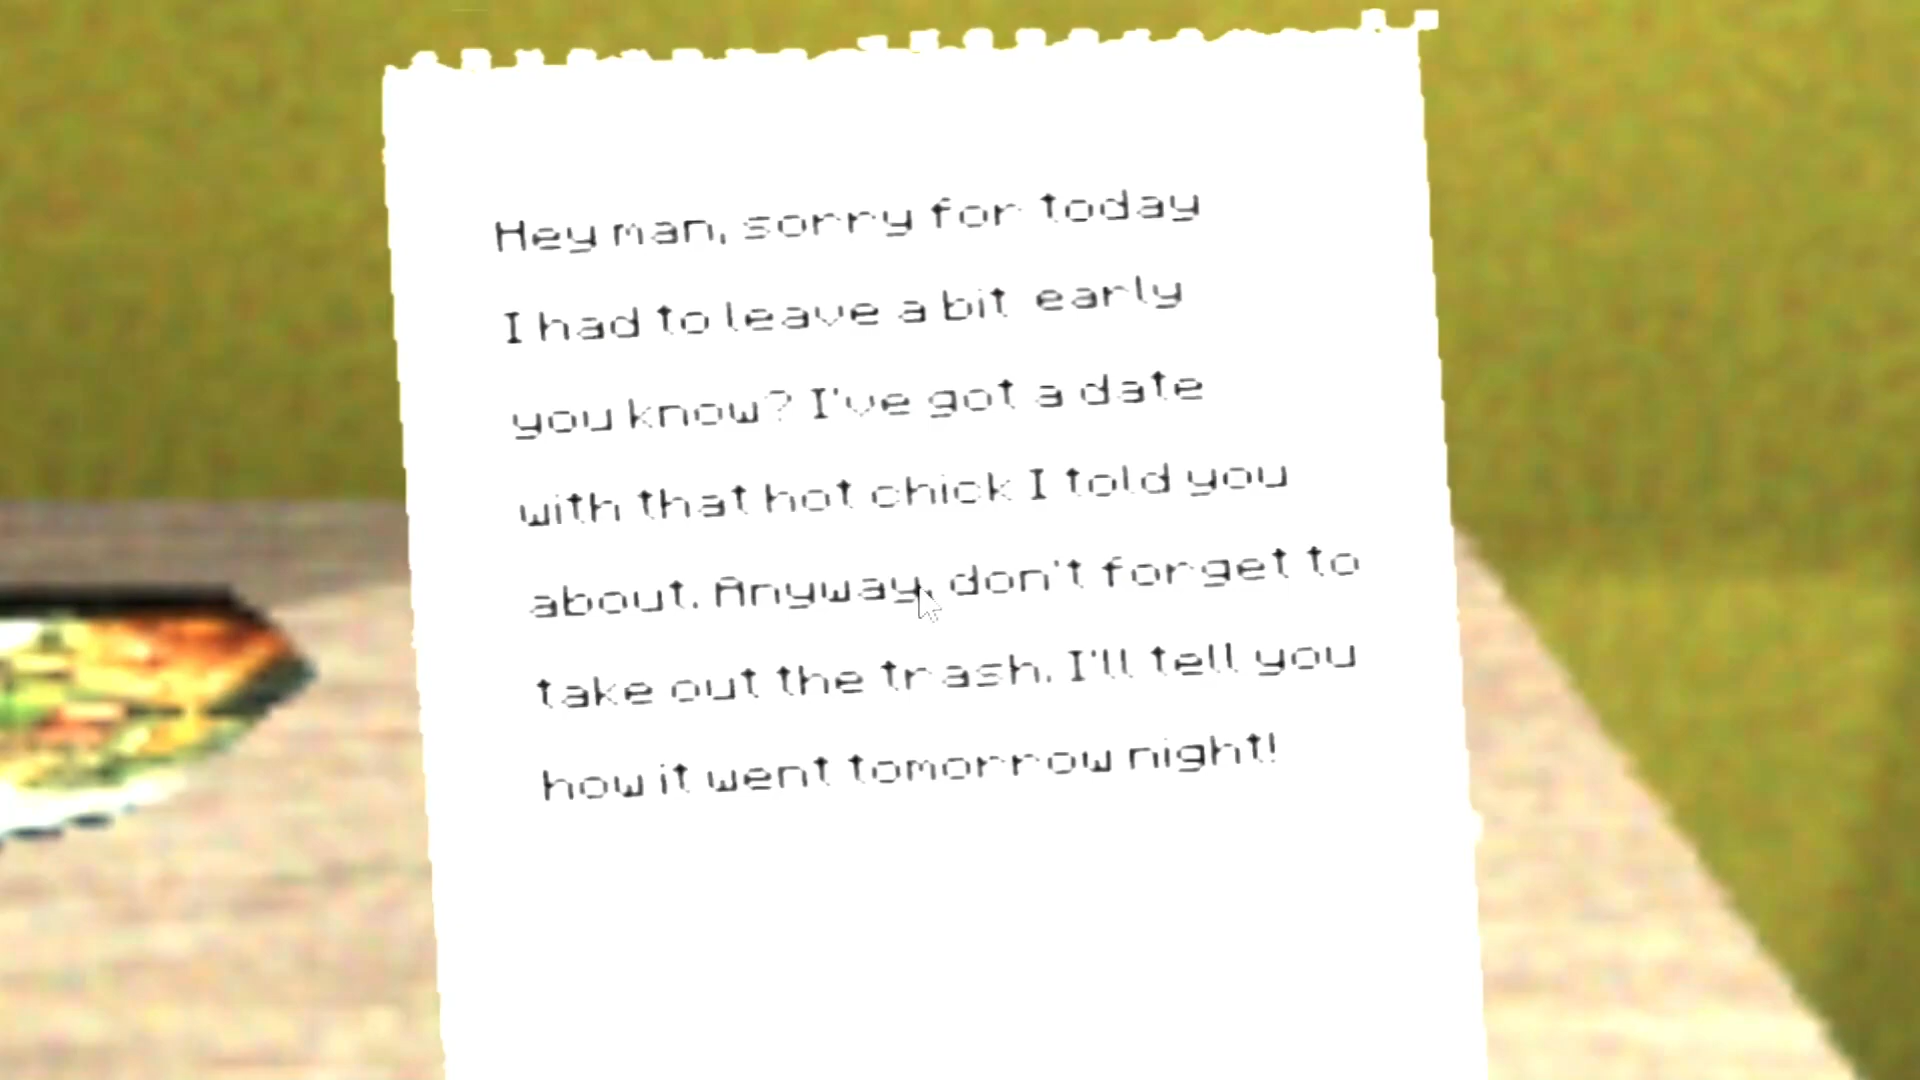 Hey man, sorry for today
I had to leave a bit early
you know? I've got a date
with that hot chick I told you
about. Anyway, don't forget to
take out the trash. I'll tell you
how it went tomorrow night!